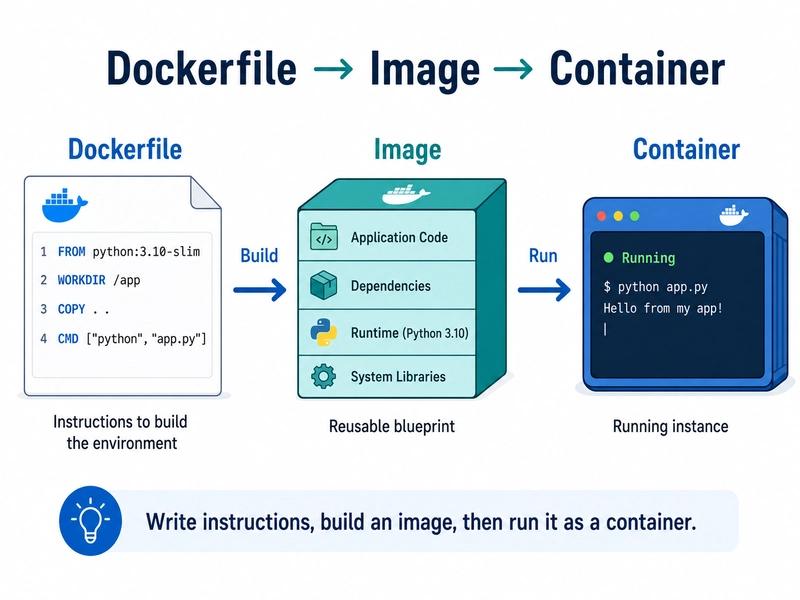 Dockerfile → Image → Container
Dockerfile
1 FROM python:3.10-slim
2 WORKDIR /app
3 COPY . .
4 CMD ["python", "app.py"]
Instructions to build
the environment
Build
Image
</> Application Code
Dependencies
Runtime (Python 3.10)
System Libraries
Reusable blueprint
Run
Container
Running
$ python app.py
Hello from my app!
Running instance
Write instructions, build an image, then run it as a container.